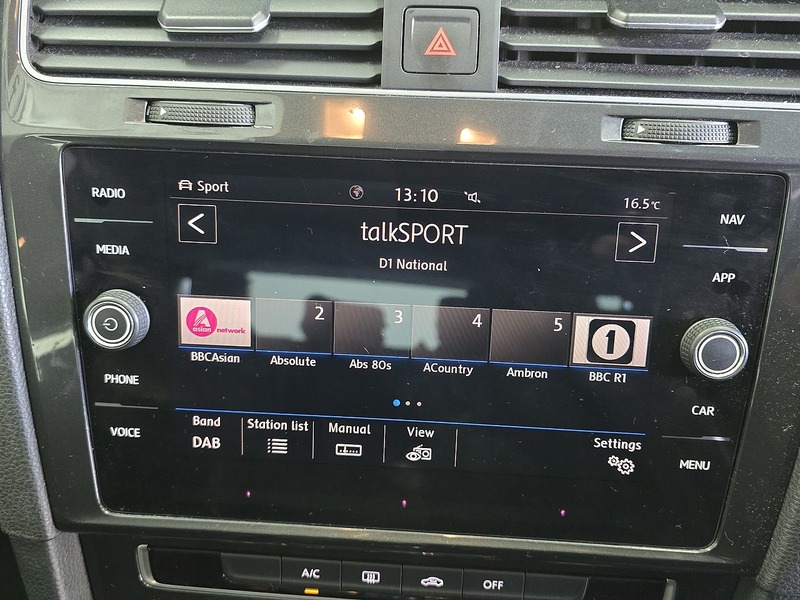 RADIO
MEDIA
PHONE
VOICE
Sport
13:10
16.5°C
talkSPORT
D1 National
A
asian network
2
3
4
5
1
BBCAsian
Absolute
Abs 80s
ACountry
Ambron
BBC R1
Band
DAB
Station list
Manual
View
Settings
NAV
APP
CAR
MENU
A/C
OFF